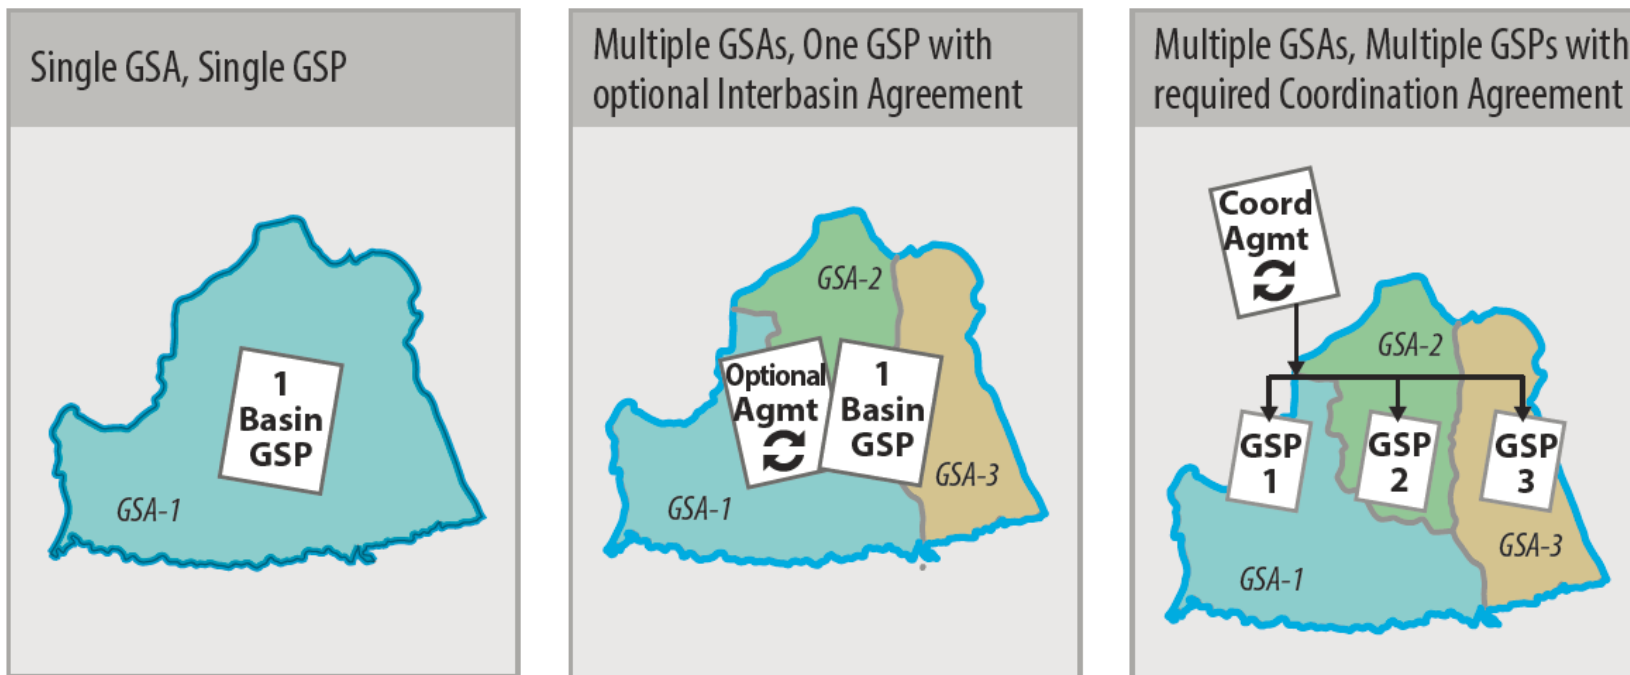 Single GSA, Single GSP
1
Basin
GSP
GSA-1
Multiple GSAs, One GSP with
optional Interbasin Agreement
GSA-2
Optional
Agmt
1
Basin
GSP
GSA-3
GSA-1
Multiple GSAs, Multiple GSPs with
required Coordination Agreement
Coord
Agmt
GSA-2
GSP
1
GSP
2
GSP
3
GSA-3
GSA-1